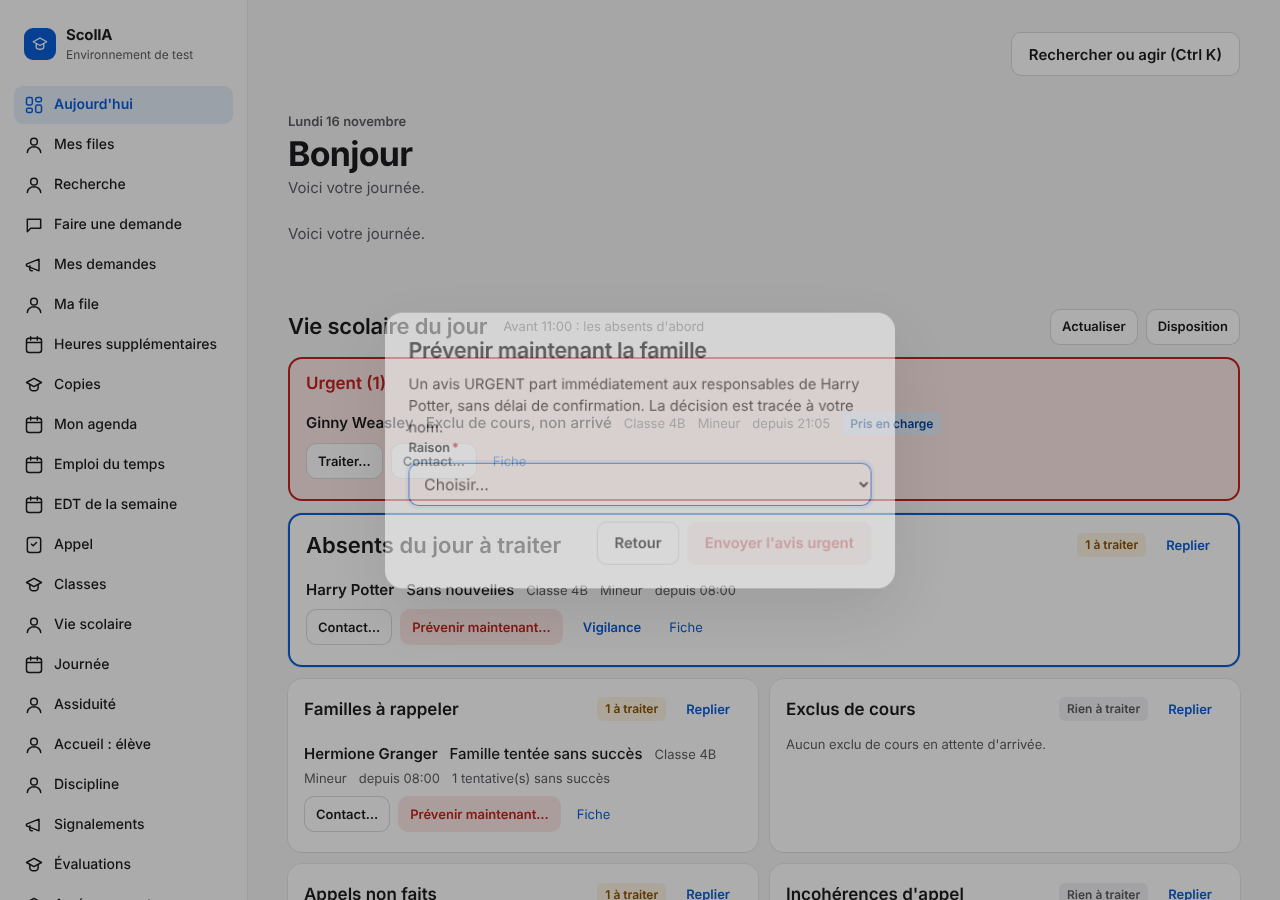 ScolIA
Environnement de test
Aujourd'hui
Mes files
Recherche
Faire une demande
Mes demandes
Ma file
Heures supplémentaires
Copies
Mon agenda
Emploi du temps
EDT de la semaine
Appel
Classes
Vie scolaire
Journée
Assiduité
Accueil : élève
Discipline
Signalements
Évaluations
Rechercher ou agir (Ctrl K)
Lundi 16 novembre
Bonjour
Voici votre journée.
Voici votre journée.
Vie scolaire du jour Avant 11:00 : les absents d'abord
Actualiser Disposition
Urgent (1)
Ginny Weasley Exclu de cours, non arrivé Classe 4B Mineur depuis 21:05 Pris en charge
Traiter... Contact... Fiche
Prévenir maintenant la famille
Un avis URGENT part immédiatement aux responsables de Harry
Potter, sans délai de confirmation. La décision est tracée à votre
nom.
Raison *
Choisir...
Retour Envoyer l'avis urgent
Absents du jour à traiter 1 à traiter Replier
Harry Potter Sans nouvelles Classe 4B Mineur depuis 08:00
Contact... Prévenir maintenant... Vigilance Fiche
Familles à rappeler 1 à traiter Replier
Hermione Granger Famille tentée sans succès Classe 4B
Mineur depuis 08:00 1 tentative(s) sans succès
Contact... Prévenir maintenant... Fiche
Exclus de cours Rien à traiter Replier
Aucun exclu de cours en attente d'arrivée.
Appels non faits 1 à traiter Replier
Incohérences d'appel Rien à traiter Replier